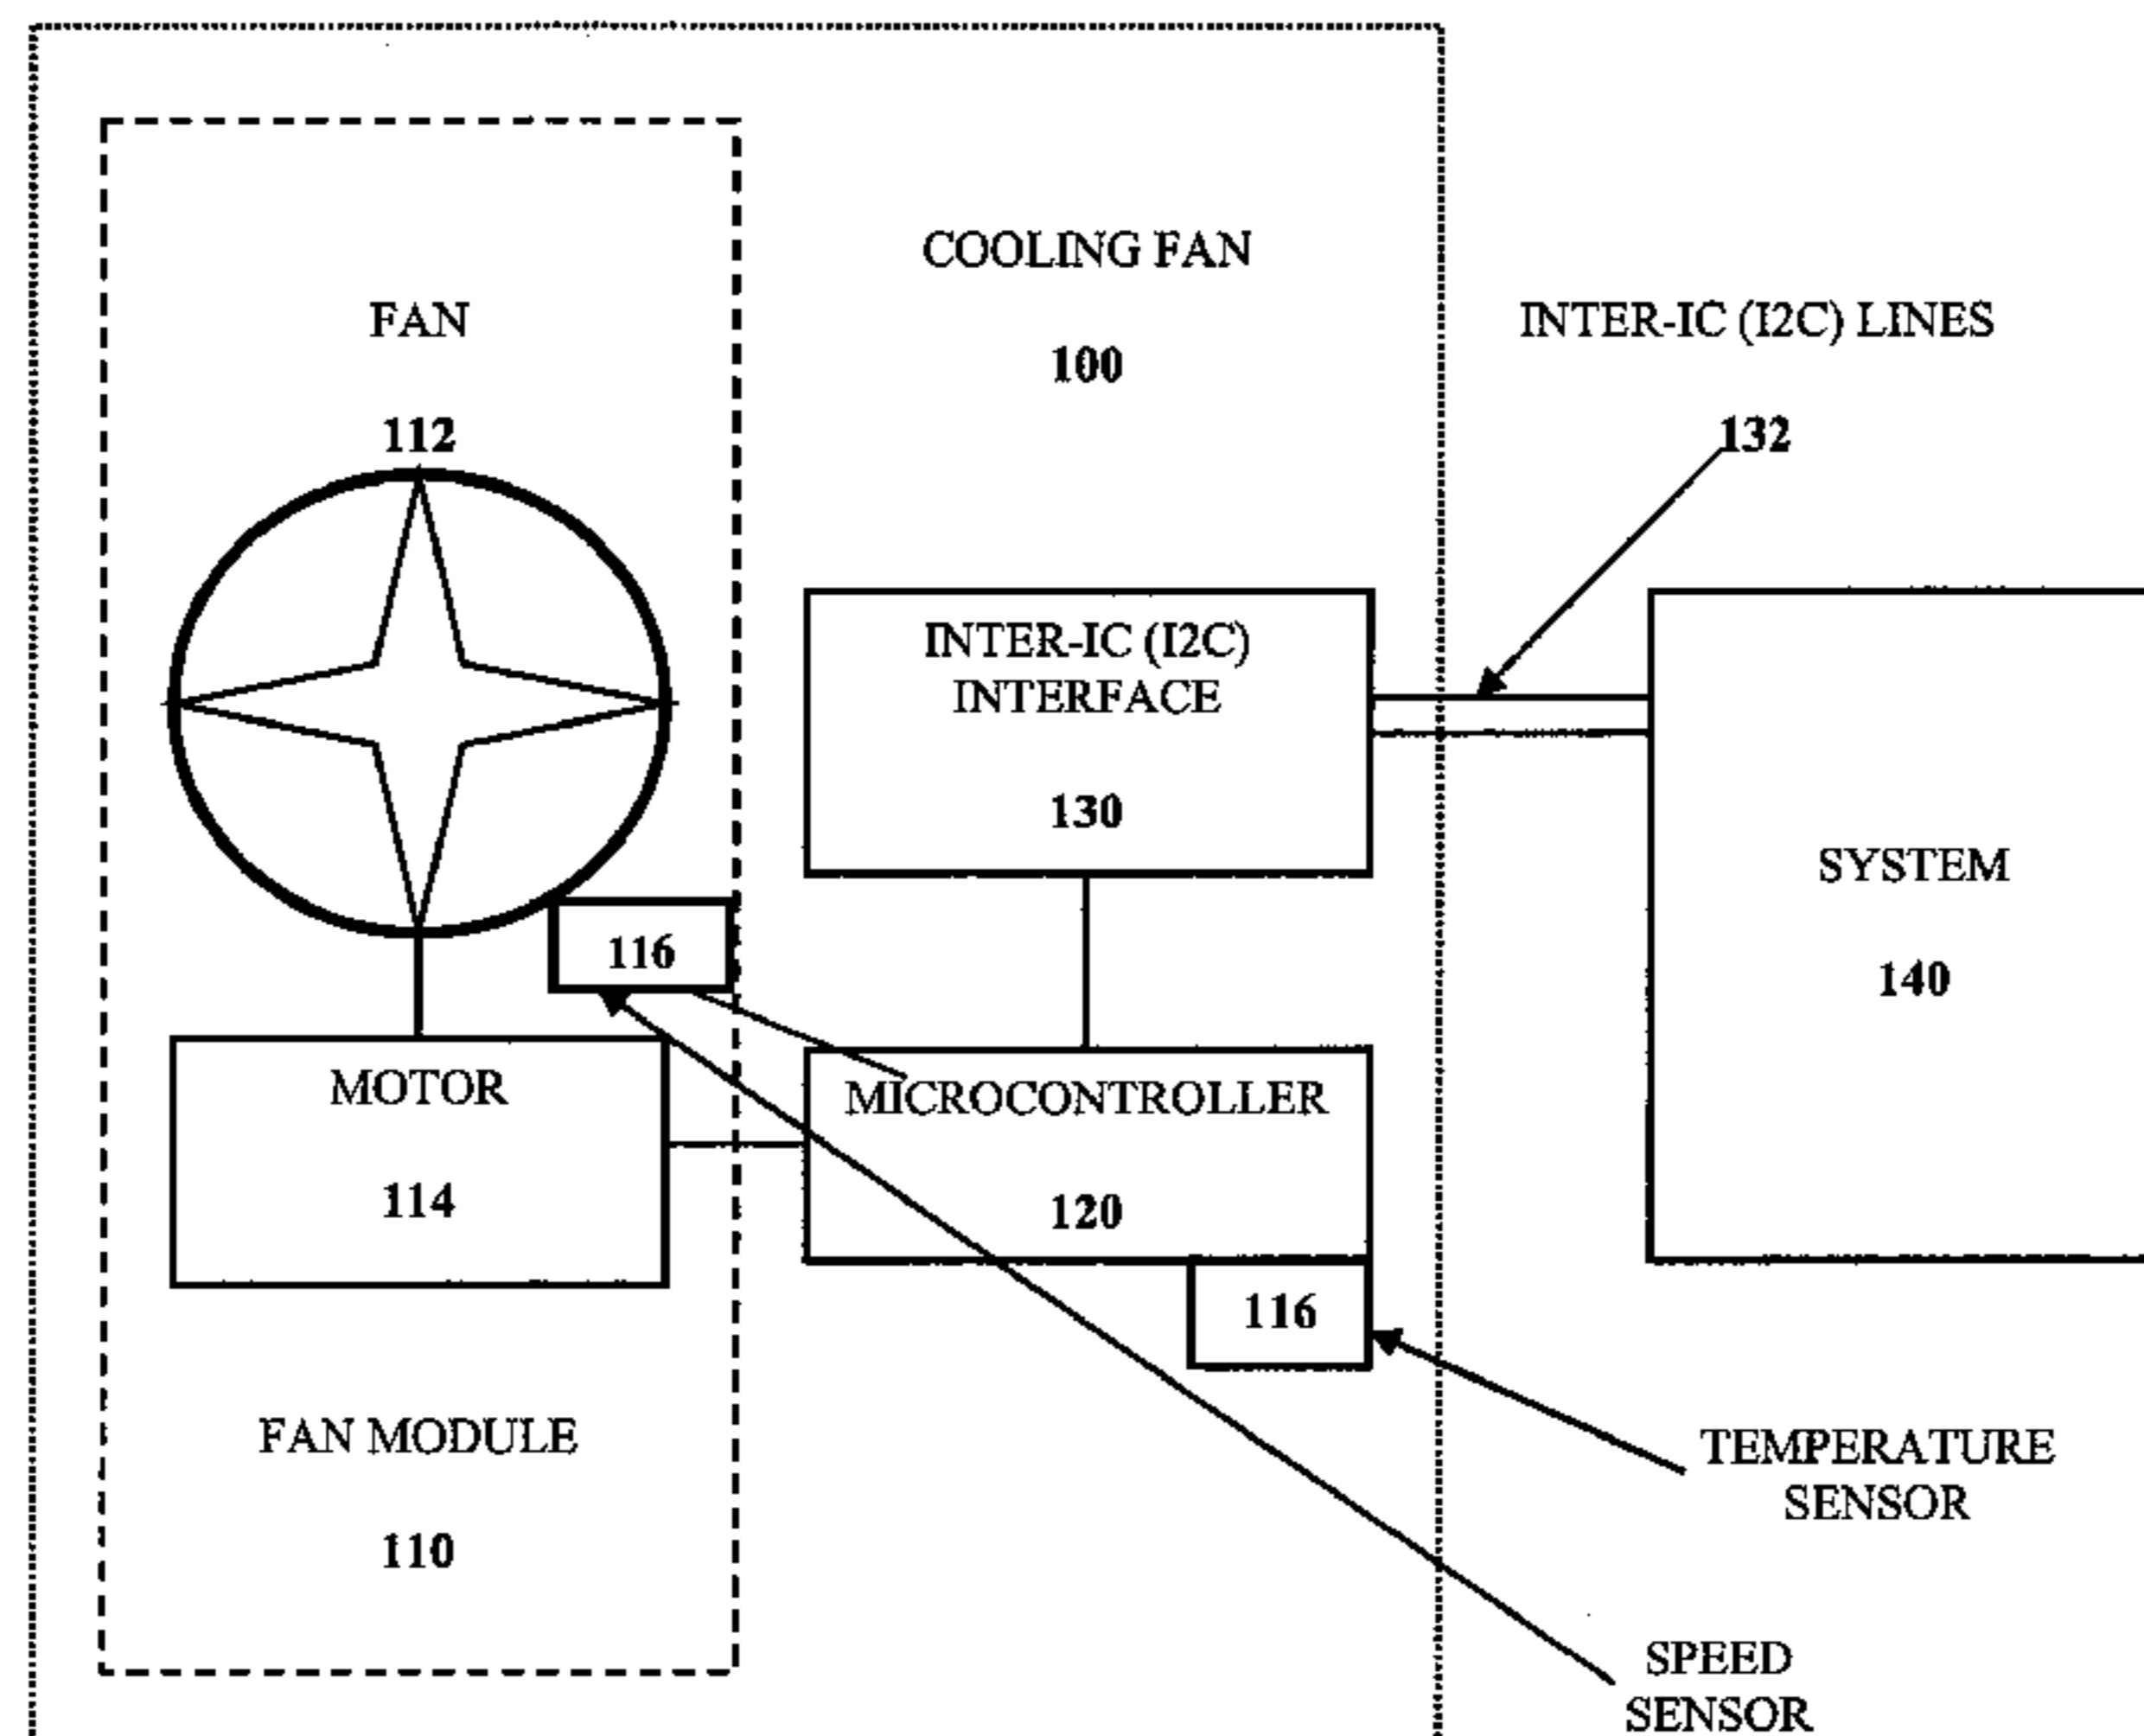 COOLING FAN
100
FAN
112
INTER-IC (I2C) LINES
132
INTER-IC (I2C)
INTERFACE
130
SYSTEM
140
116
MOTOR
114
MICROCONTROLLER
120
116
FAN MODULE
110
TEMPERATURE
SENSOR
SPEED
SENSOR